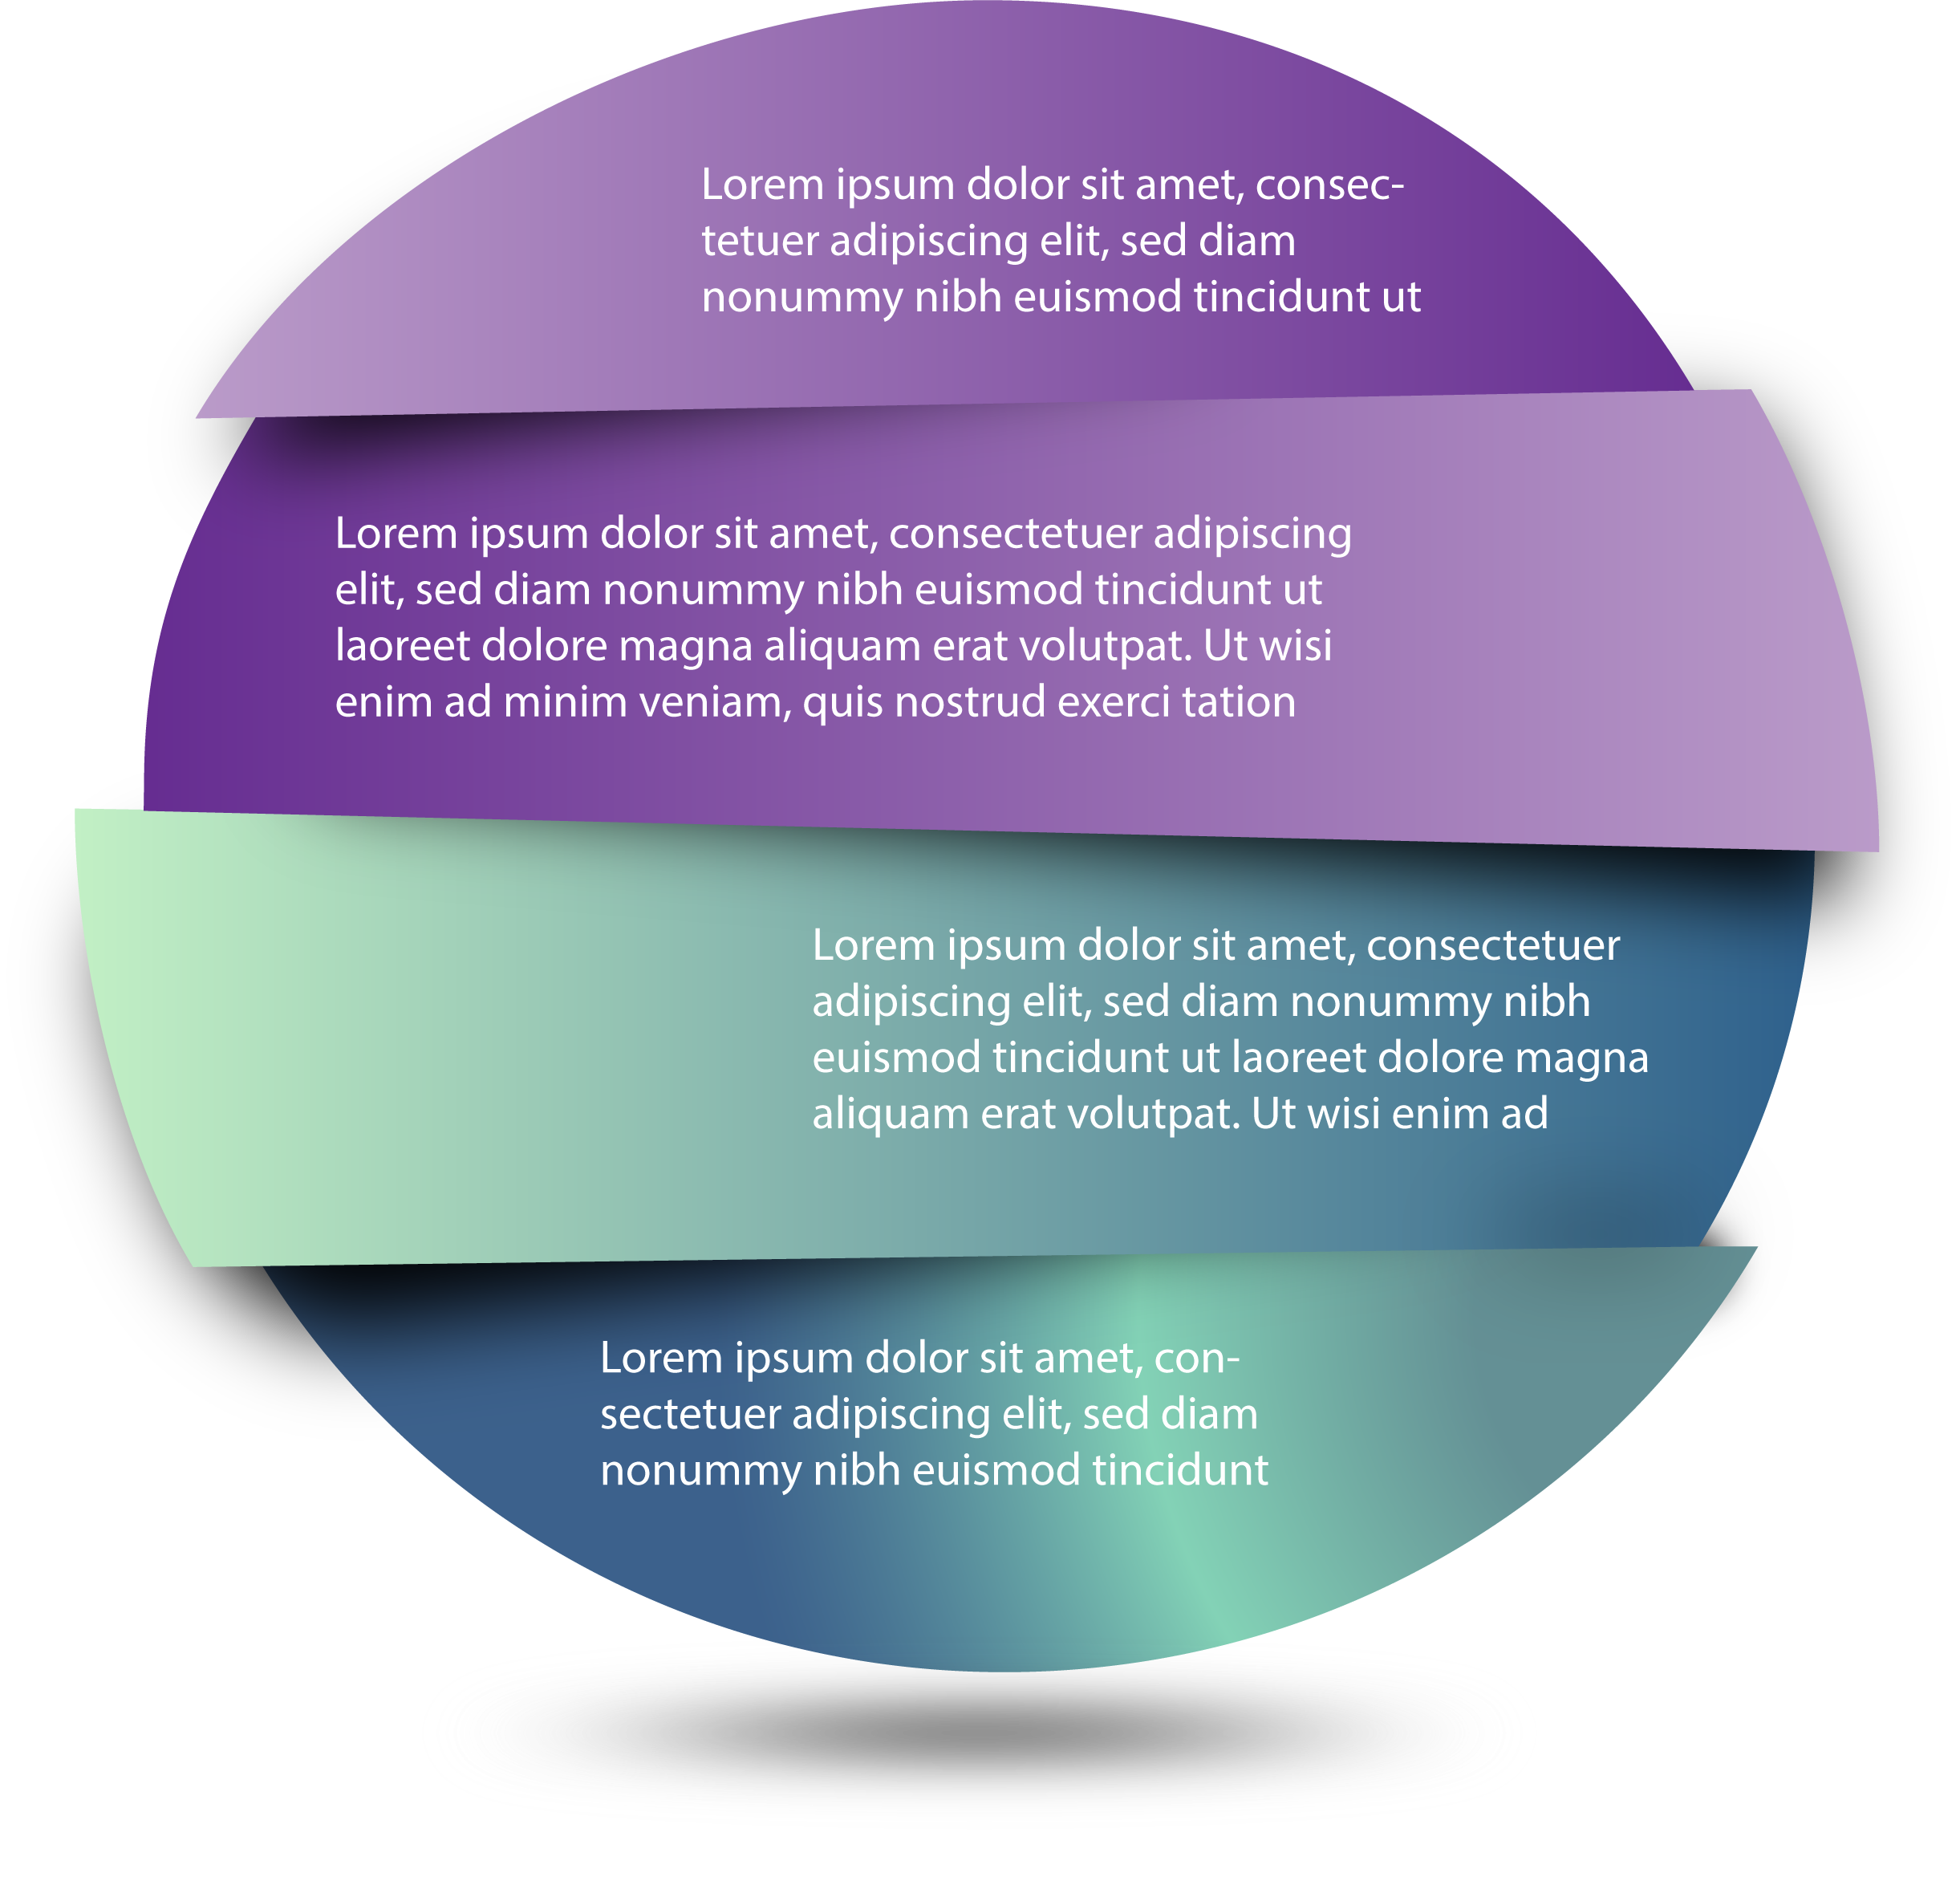 Lorem ipsum dolor sit amet, consec-
tetuer adipiscing elit, sed diam
nonummy nibh euismod tincidunt ut
Lorem ipsum dolor sit amet, consectetuer adipiscing
elit, sed diam nonummy nibh euismod tincidunt ut
laoreet dolore magna aliquam erat volutpat. Ut wisi
enim ad minim veniam, quis nostrud exerci tation
Lorem ipsum dolor sit amet, consectetuer
adipiscing elit, sed diam nonummy nibh
euismod tincidunt ut laoreet dolore magna
aliquam erat volutpat. Ut wisi enim ad
Lorem ipsum dolor sit amet, con-
sectetuer adipiscing elit, sed diam
nonummy nibh euismod tincidunt